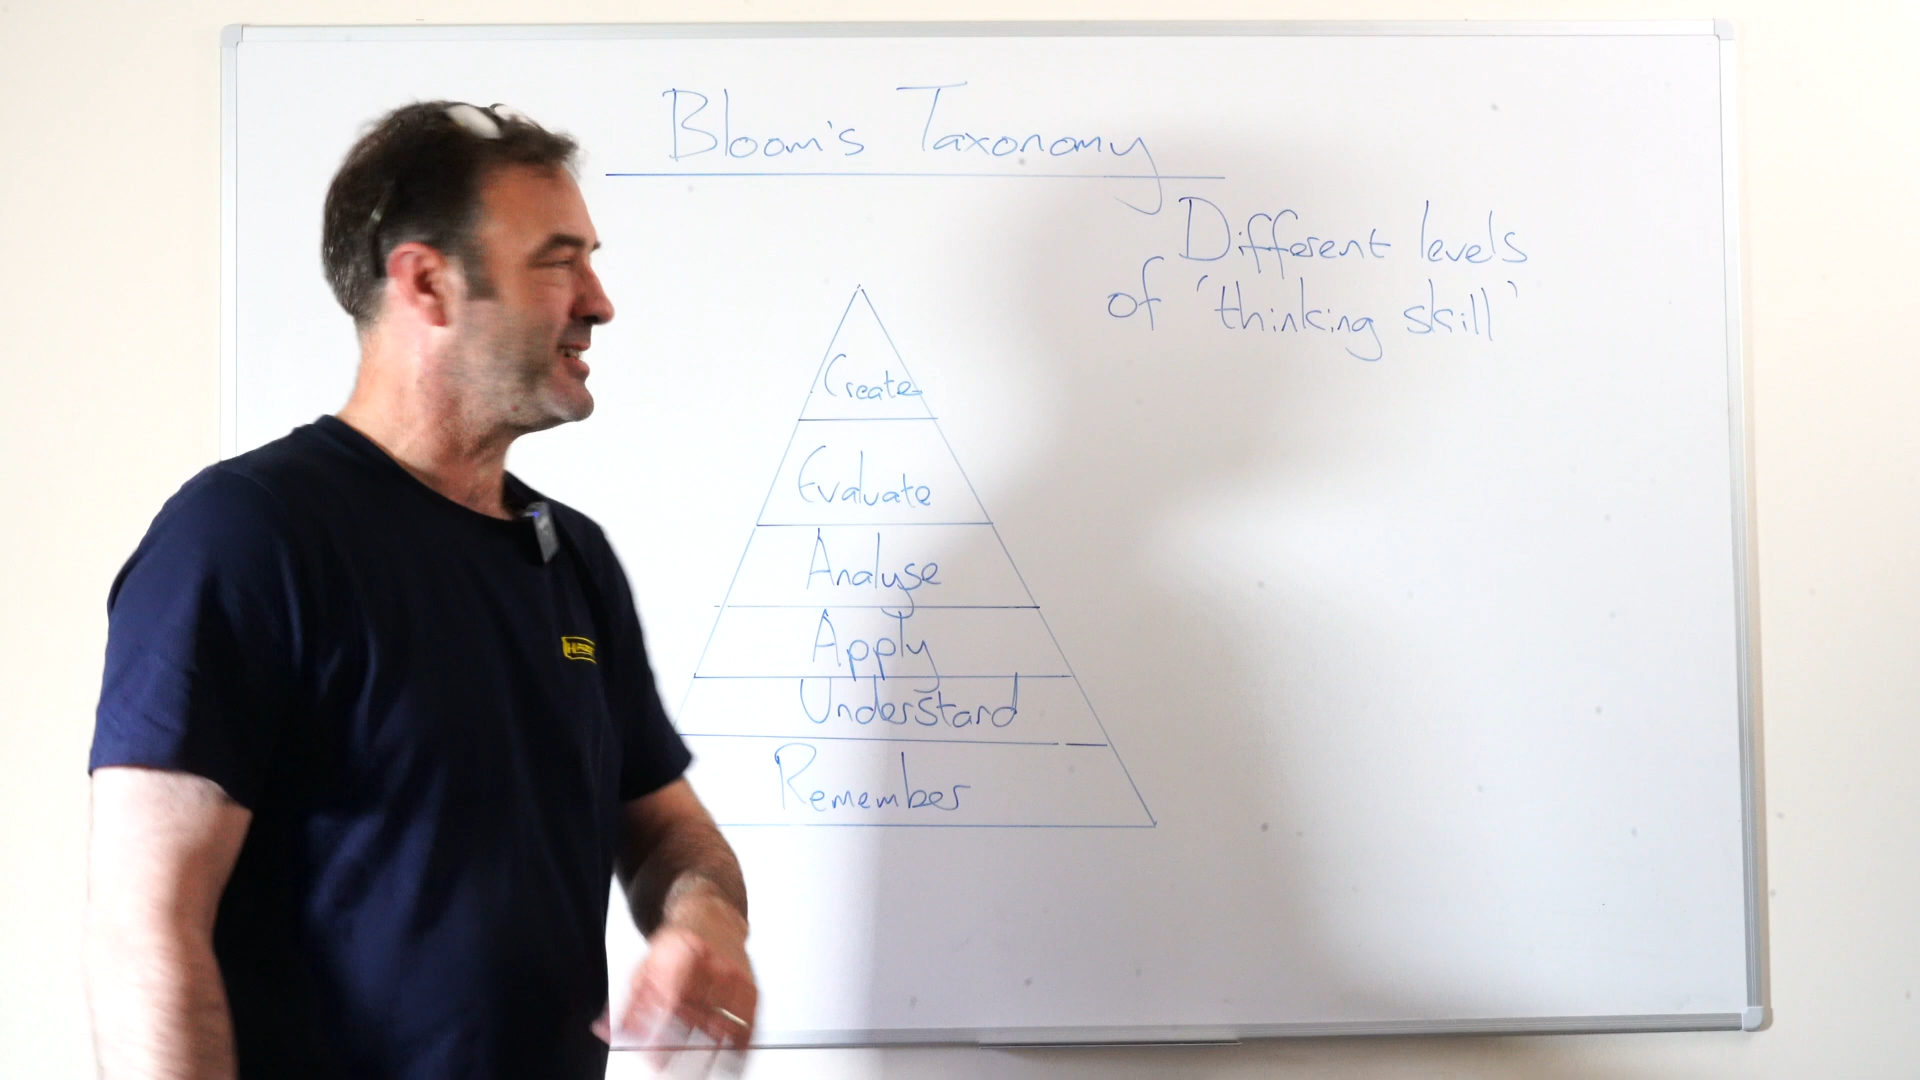 Bloom's Taxonomy
Different levels
of 'thinking skill'
Create
Evaluate
Analyse
Apply
Understand
Remember